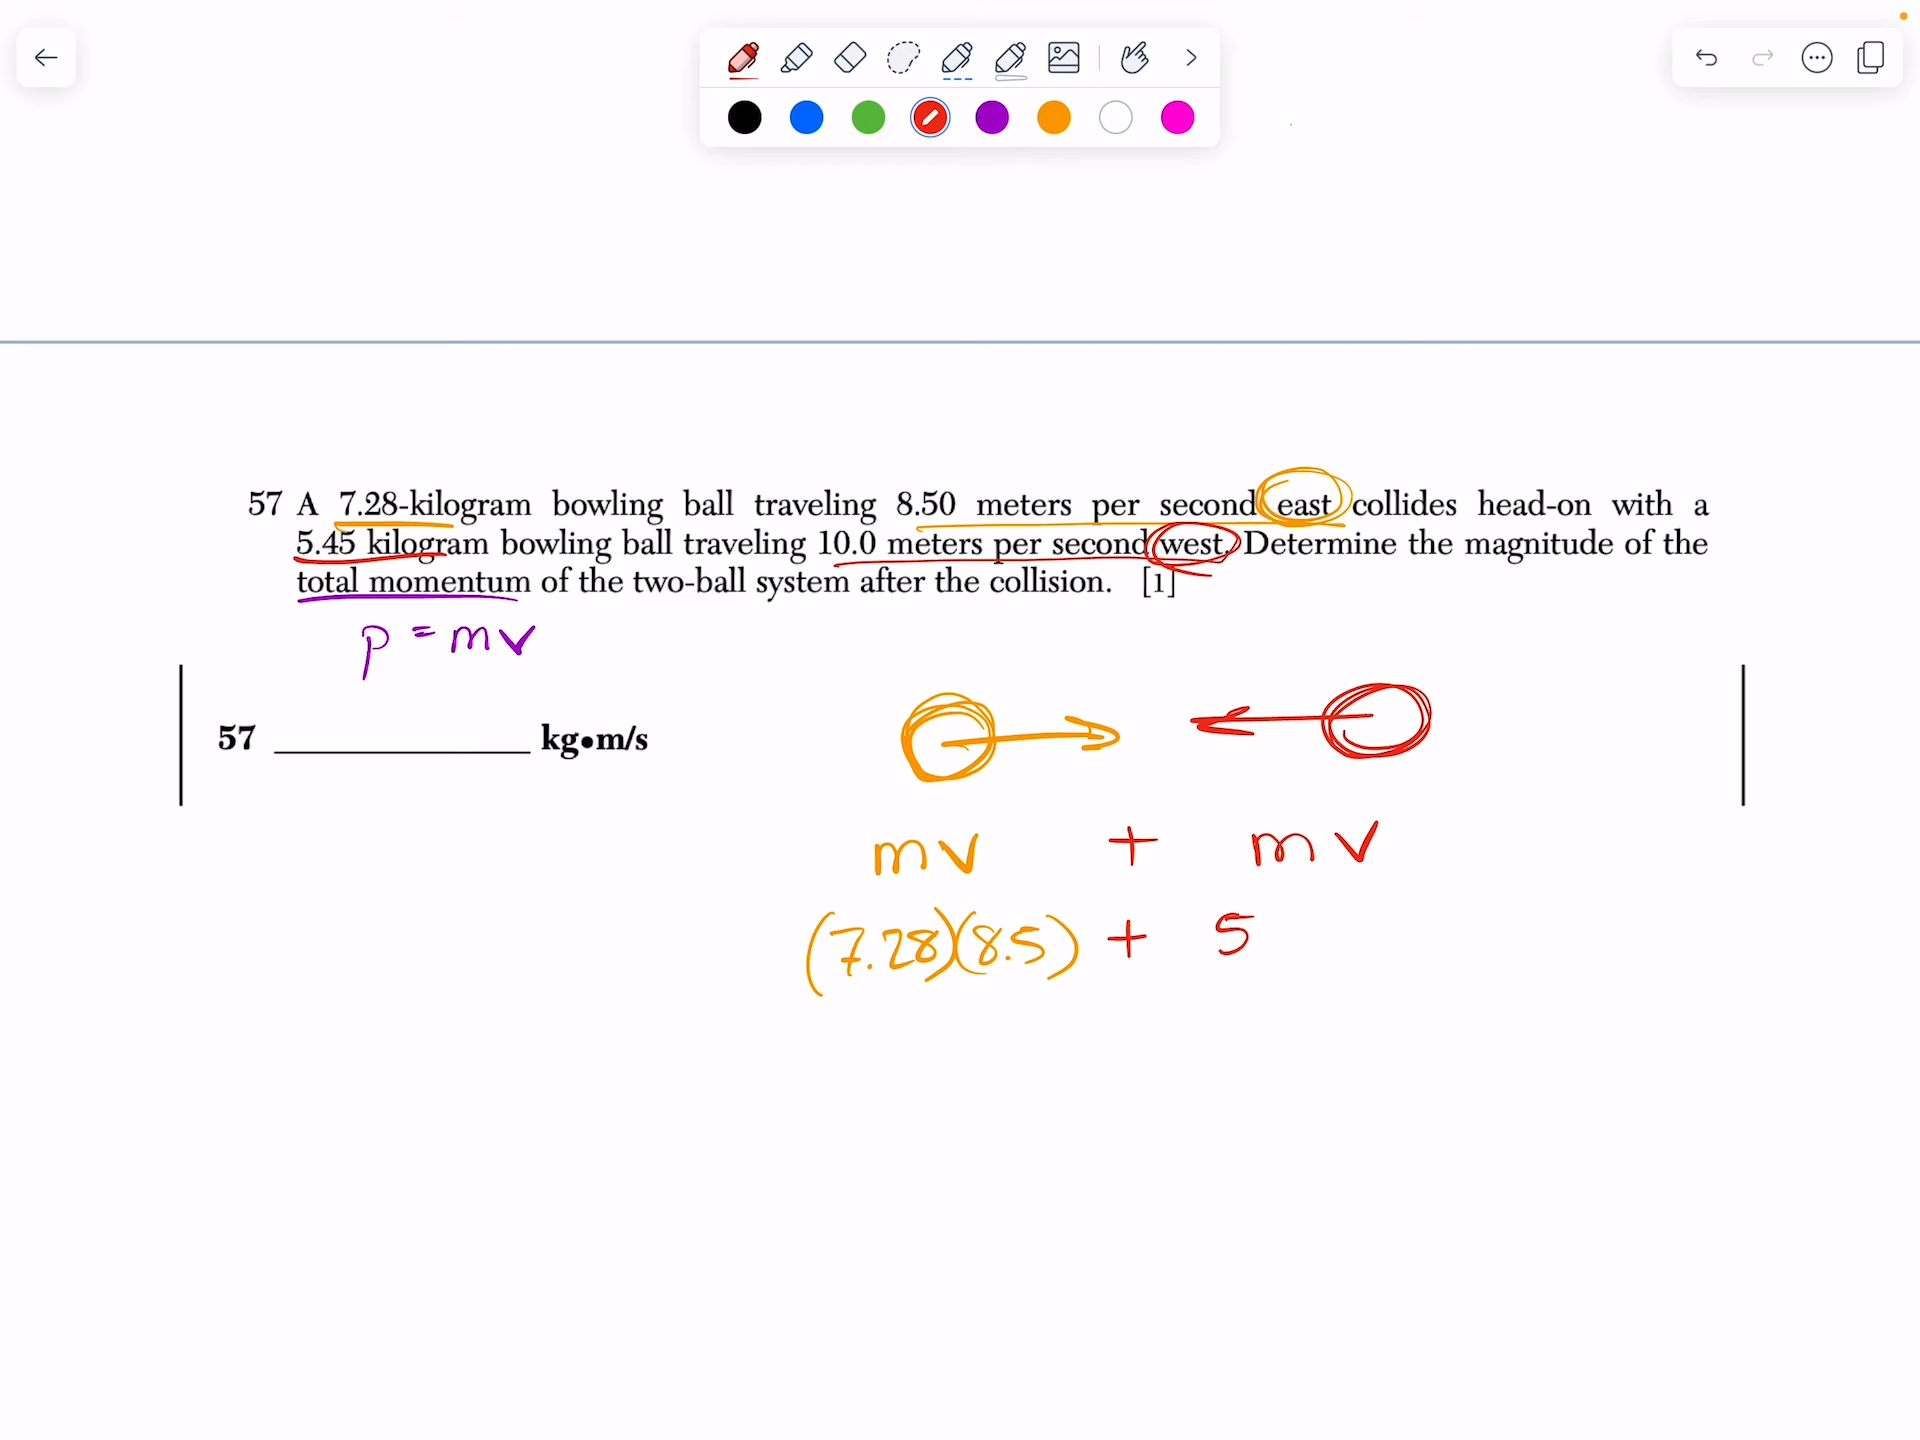 57 A 7.28-kilogram bowling ball traveling 8.50 meters per second east collides head-on with a
5.45 kilogram bowling ball traveling 10.0 meters per second west. Determine the magnitude of the
total momentum of the two-ball system after the collision. [1]
p = mv
57 ______________ kg•m/s
mv + mv
(7.28)(8.5) + 5